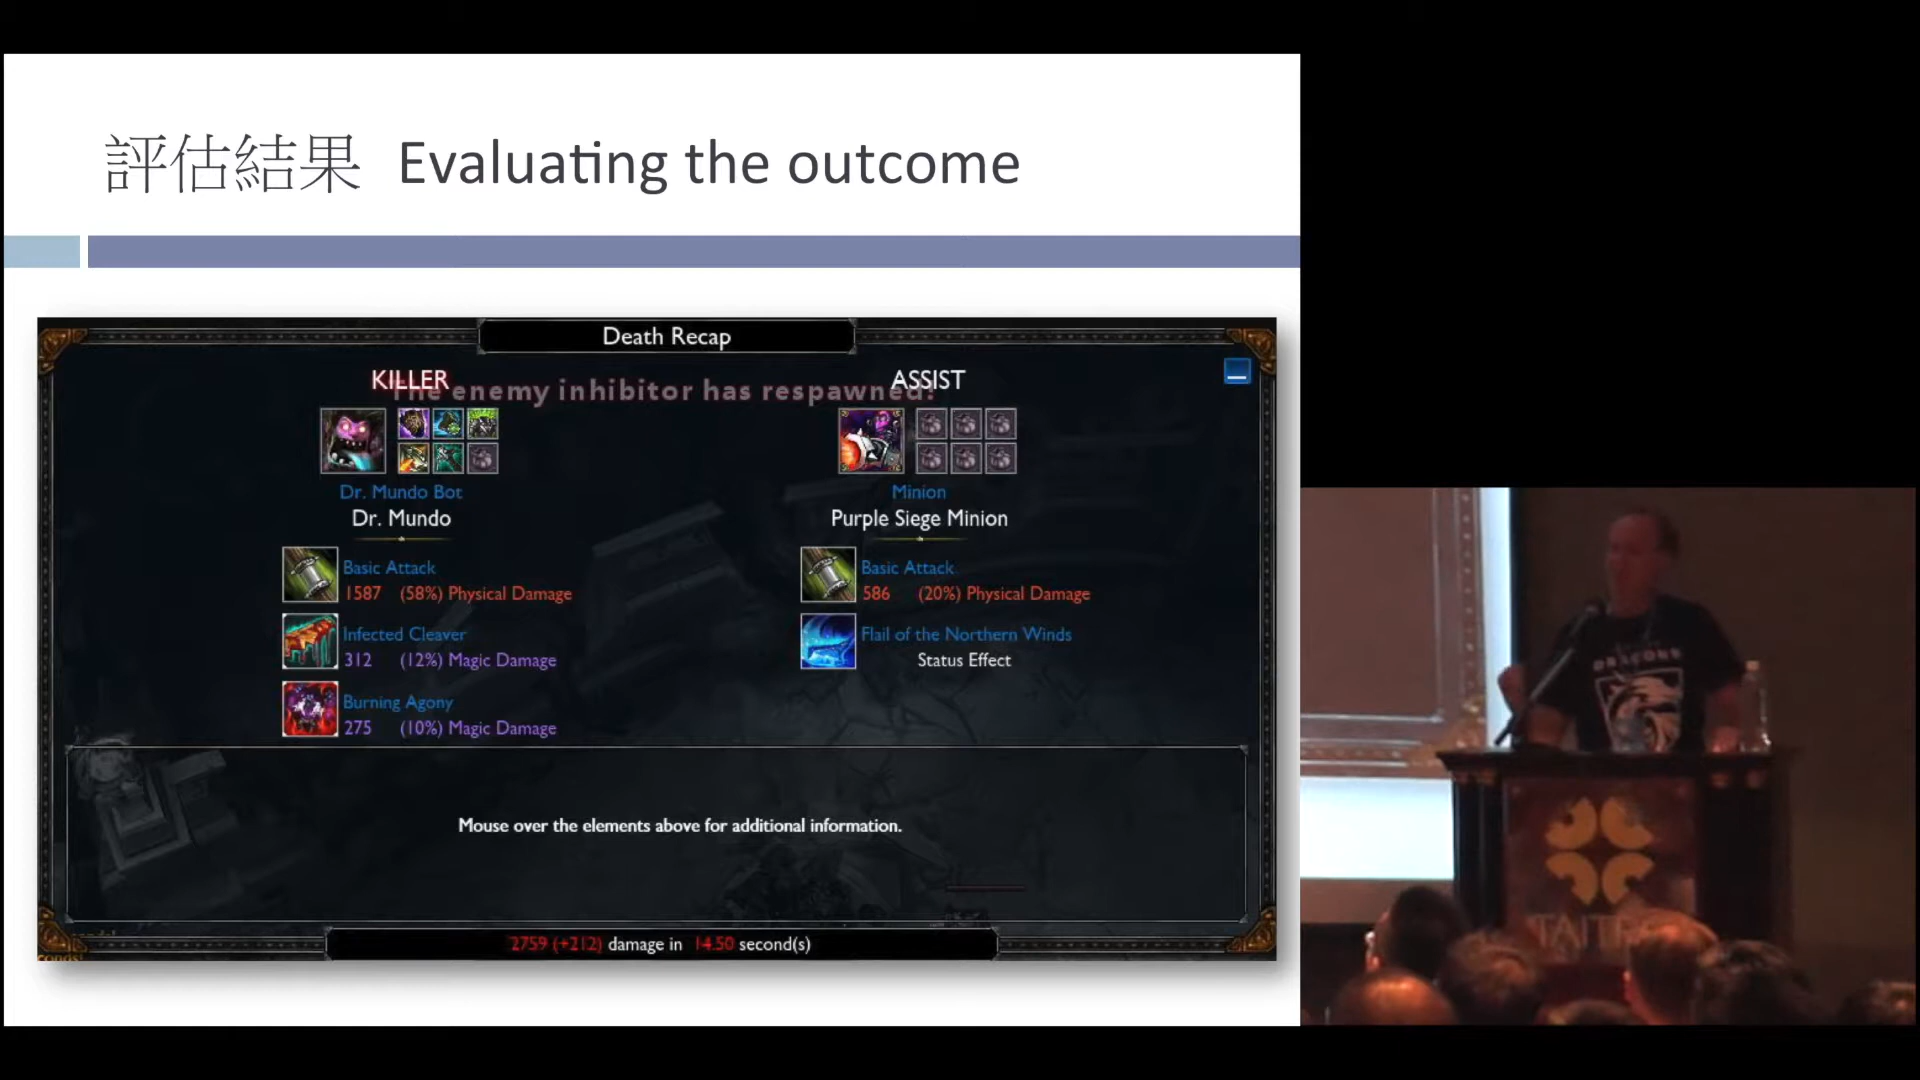 評估結果 Evaluating the outcome
Death Recap
KILLER
ASSIST
The enemy inhibitor has respawned!
Dr. Mundo Bot
Dr. Mundo
Minion
Purple Siege Minion
Basic Attack
1587 (58%) Physical Damage
Infected Cleaver
312 (12%) Magic Damage
Burning Agony
275 (10%) Magic Damage
Basic Attack
586 (20%) Physical Damage
Flail of the Northern Winds
Status Effect
Mouse over the elements above for additional information.
2759 (+212) damage in 14.50 second(s)
DRAGONS